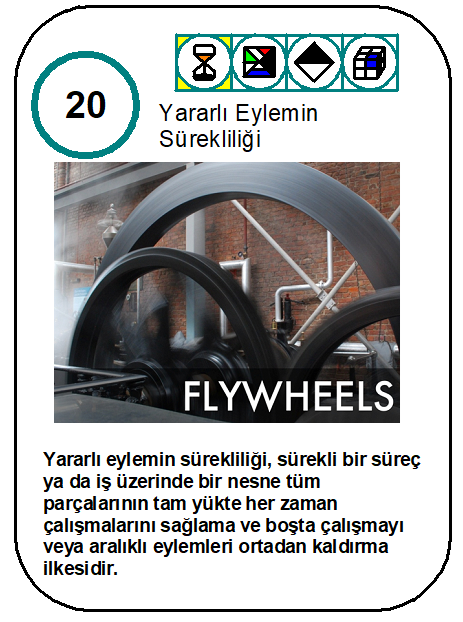 20
Yararlı Eylemin
Sürekliliği
FLYWHEELS
Yararlı eylemin sürekliliği, sürekli bir süreç
ya da iş üzerinde bir nesne tüm
parçalarının tam yükte her zaman
çalışmalarını sağlama ve boşta çalışmayı
veya aralıklı eylemleri ortadan kaldırma
ilkesidir.